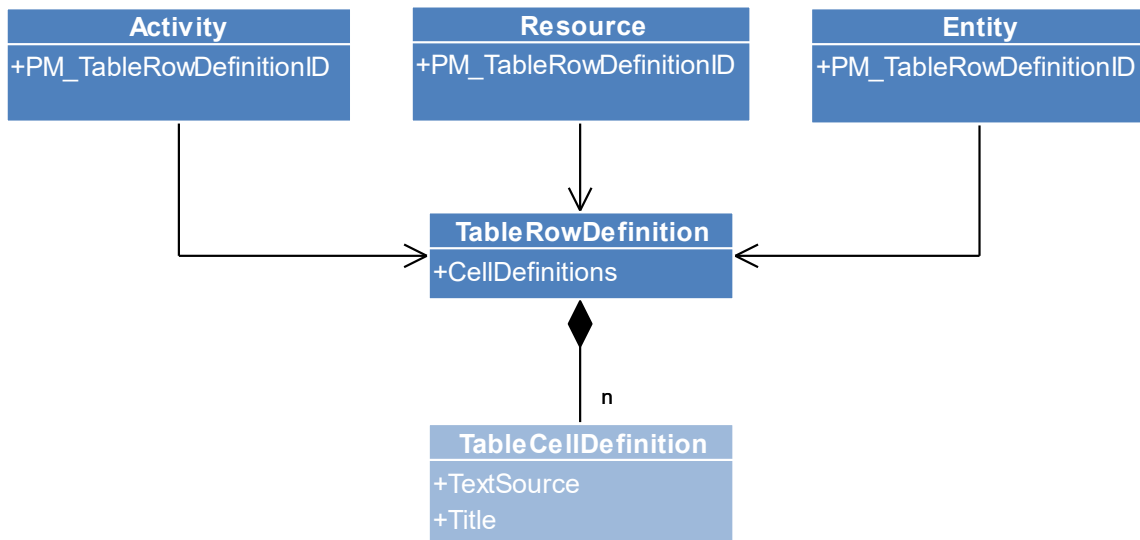 Activity
+PM_TableRowDefinitionID
Resource
+PM_TableRowDefinitionID
Entity
+PM_TableRowDefinitionID
TableRowDefinition
+CellDefinitions
n
TableCellDefinition
+TextSource
+Title